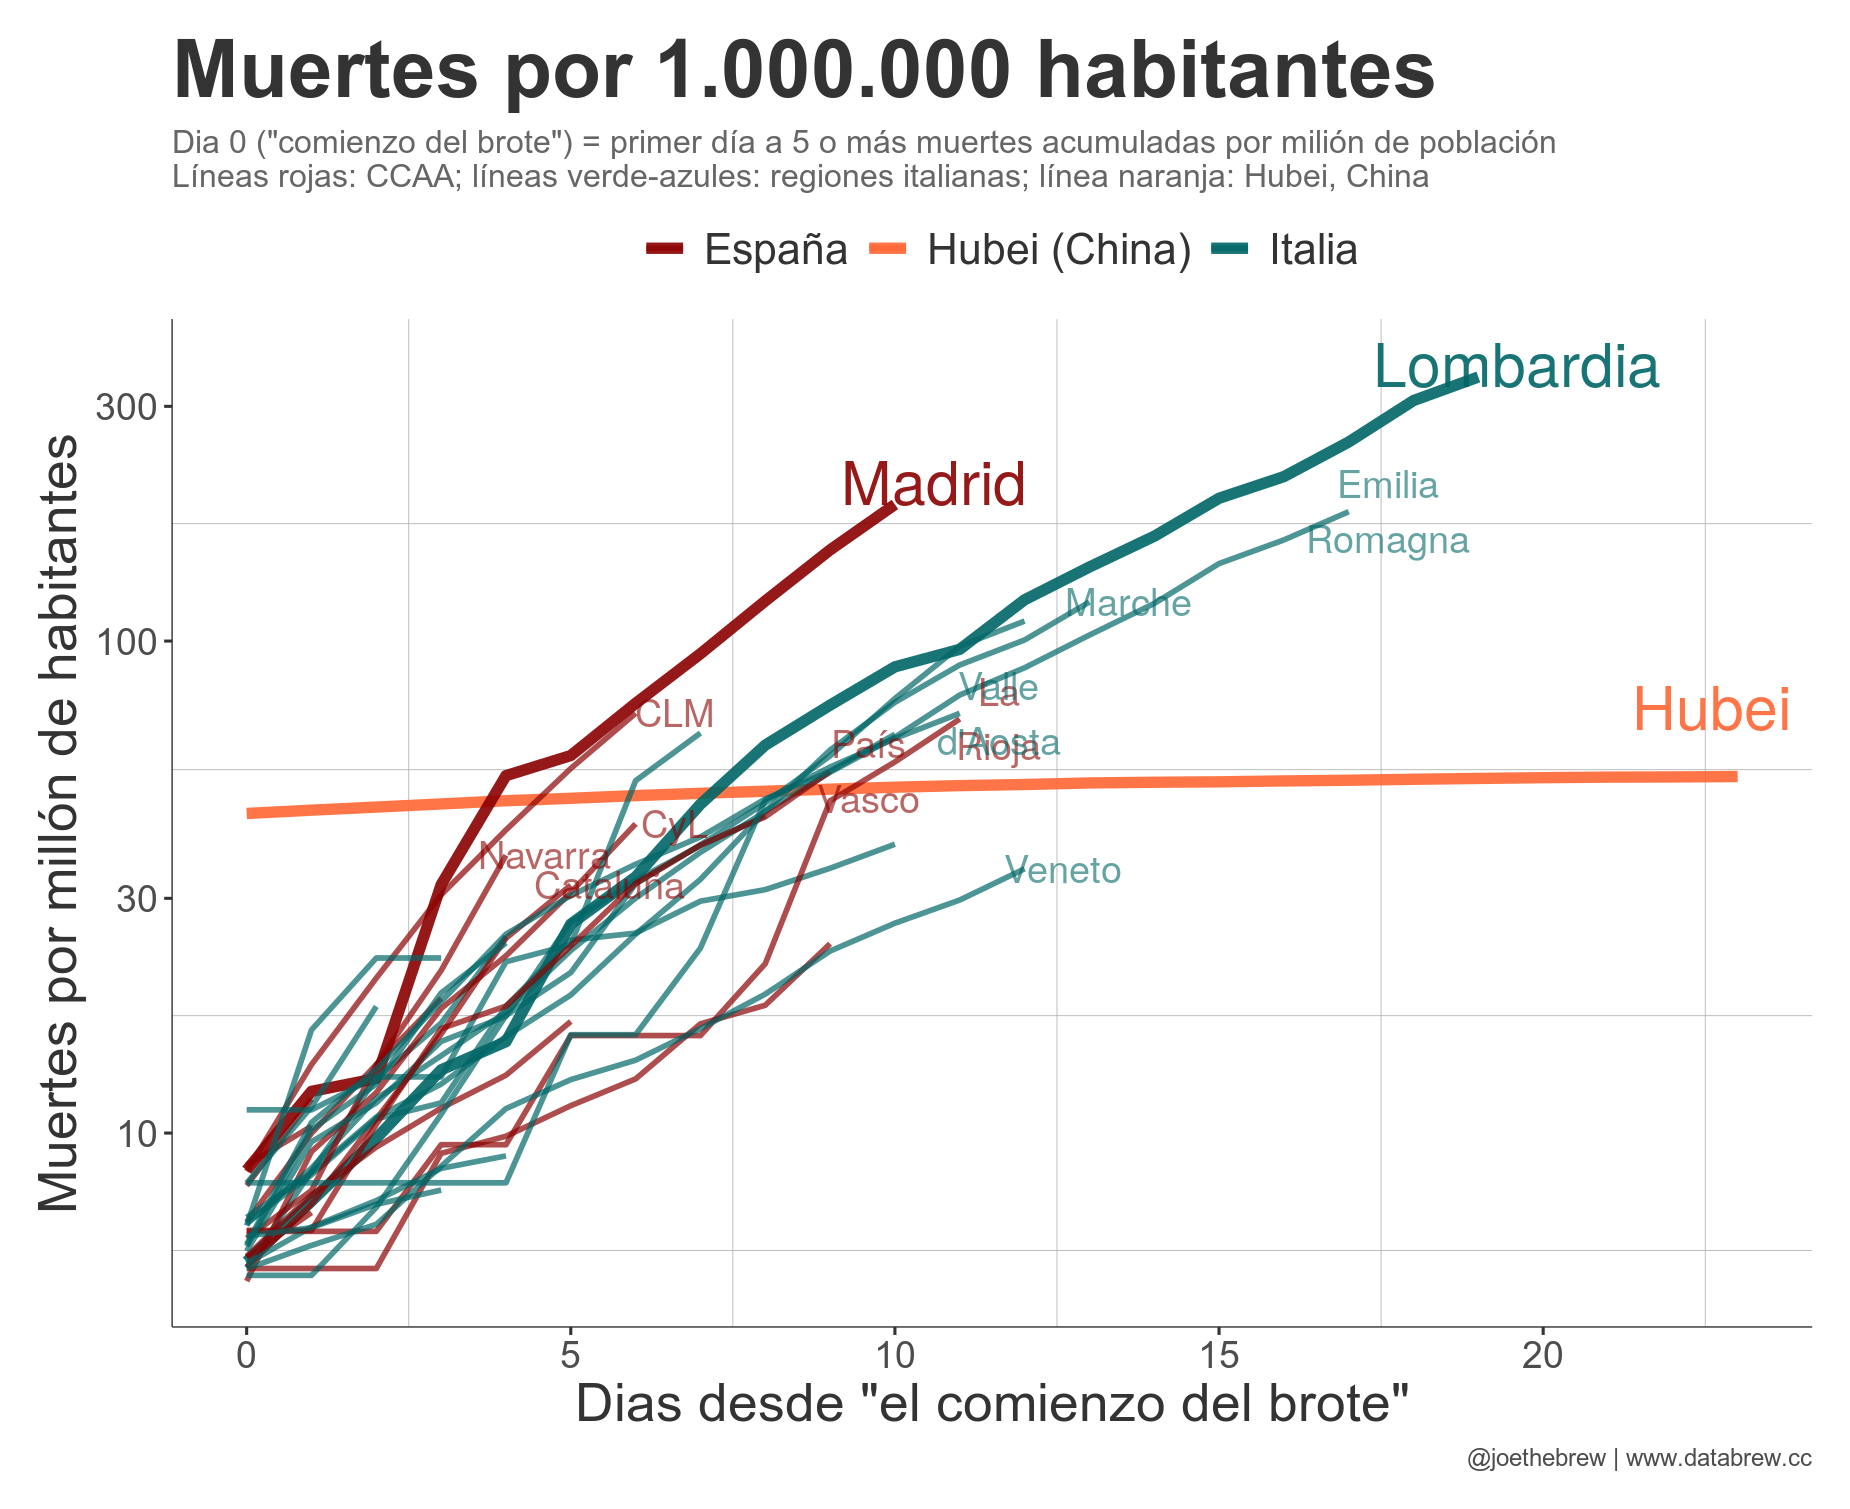 Muertes por 1.000.000 habitantes
Dia 0 ("comienzo del brote") = primer día a 5 o más muertes acumuladas por milión de población
Líneas rojas: CCAA; líneas verde-azules: regiones italianas; línea naranja: Hubei, China
España Hubei (China) Italia
Muertes por millón de habitantes
300
100
30
10
Lombardia
Madrid
Emilia
Romagna
Marche
CLM
Valle
d'Aosta
La
Rioja
Hubei
País
Vasco
CyL
Navarra
Cataluña
Veneto
0 5 10 15 20
Dias desde "el comienzo del brote"
@joethebrew | www.databrew.cc